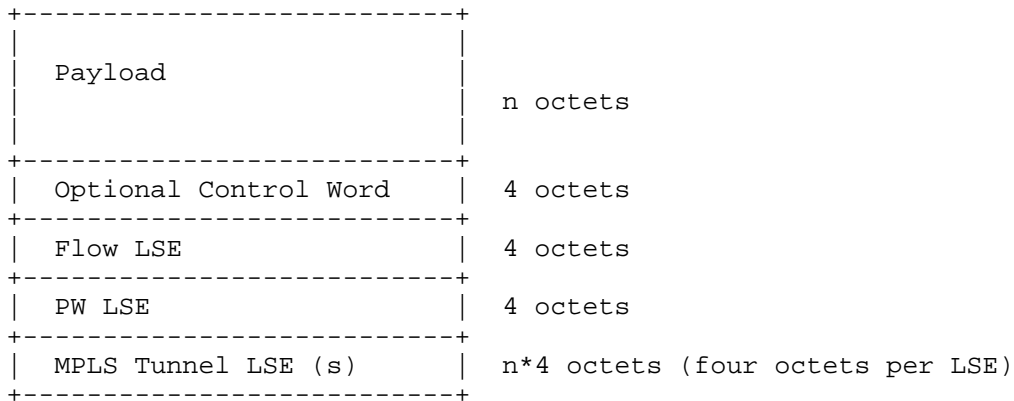 Payload
n octets
Optional Control Word 4 octets
Flow LSE 4 octets
PW LSE 4 octets
MPLS Tunnel LSE (s) n*4 octets (four octets per LSE)